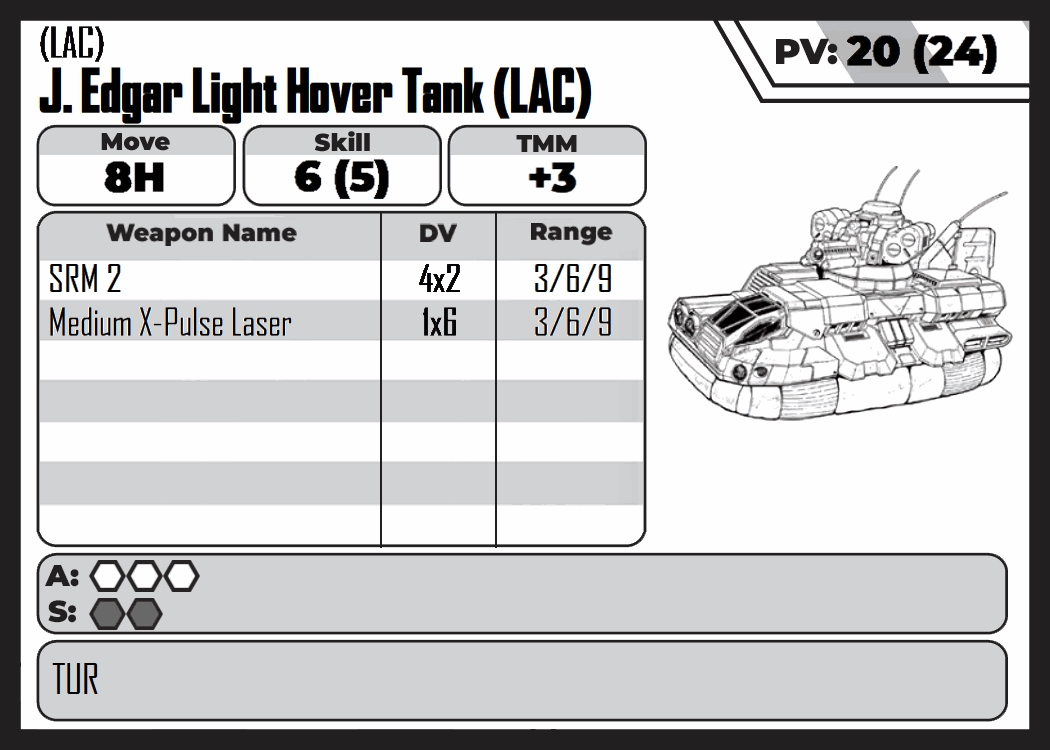 (LAC)
PV: 20 (24)
J. Edgar Light Hover Tank (LAC)
Move Skill TMM
8H 6 (5) +3
Weapon Name DV Range
SRM 2 4x2 3/6/9
Medium X-Pulse Laser 1x6 3/6/9
A:
S:
TUR